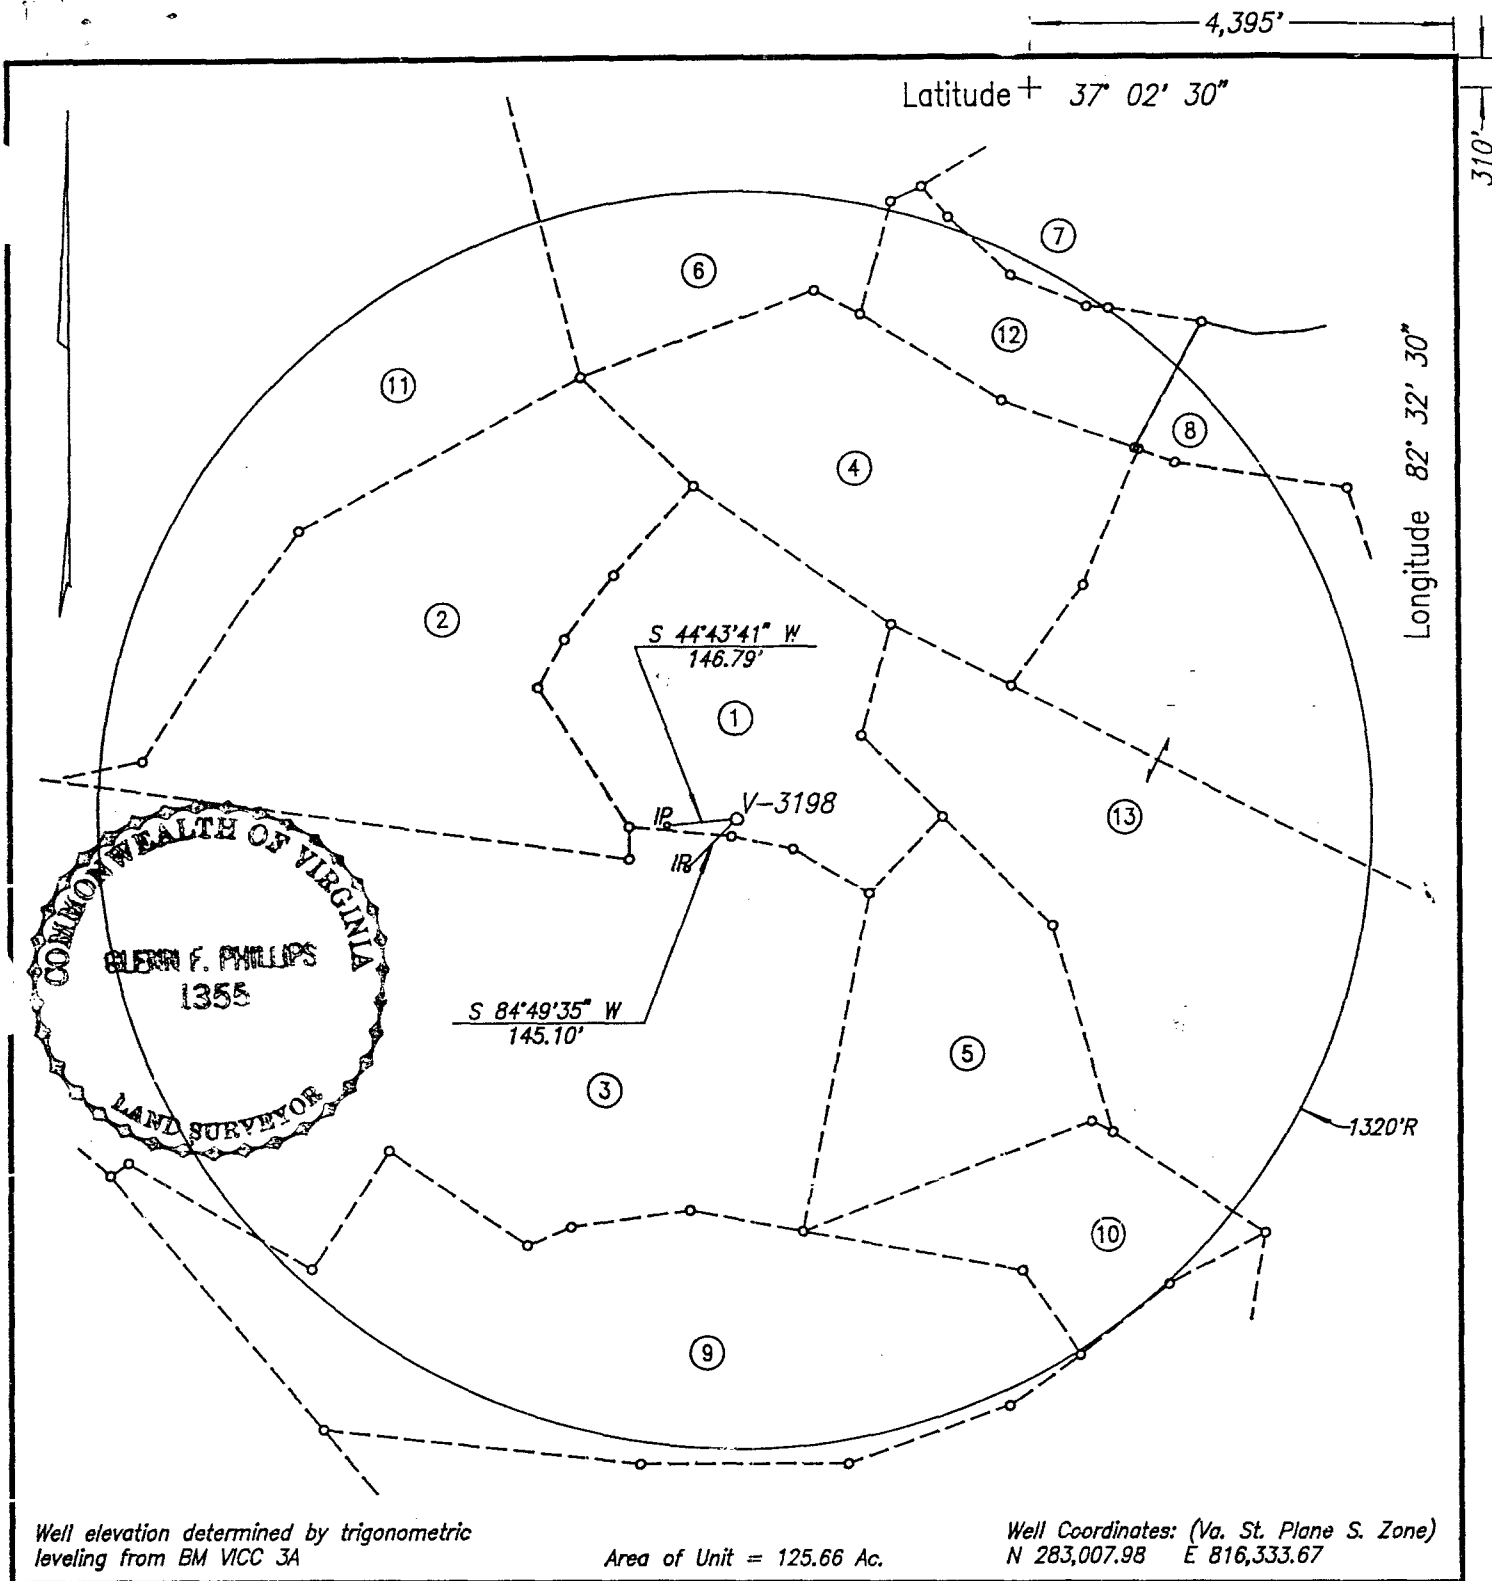 4,395'
310'
Latitude 37° 02' 30"
Longitude 82° 32' 30"
7
6
12
11
8
4
2
S 44°43'41" W
146.79'
1
V-3198
IP
IR
13
COMMONWEALTH OF VIRGINIA
GLENN F. PHILLIPS
1355
LAND SURVEYOR
S 84°49'35" W
145.10'
5
3
1320'R
10
9
Well elevation determined by trigonometric
leveling from BM VICC 3A
Area of Unit = 125.66 Ac.
Well Coordinates: (Va. St. Plane S. Zone)
N 283,007.98 E 816,333.67